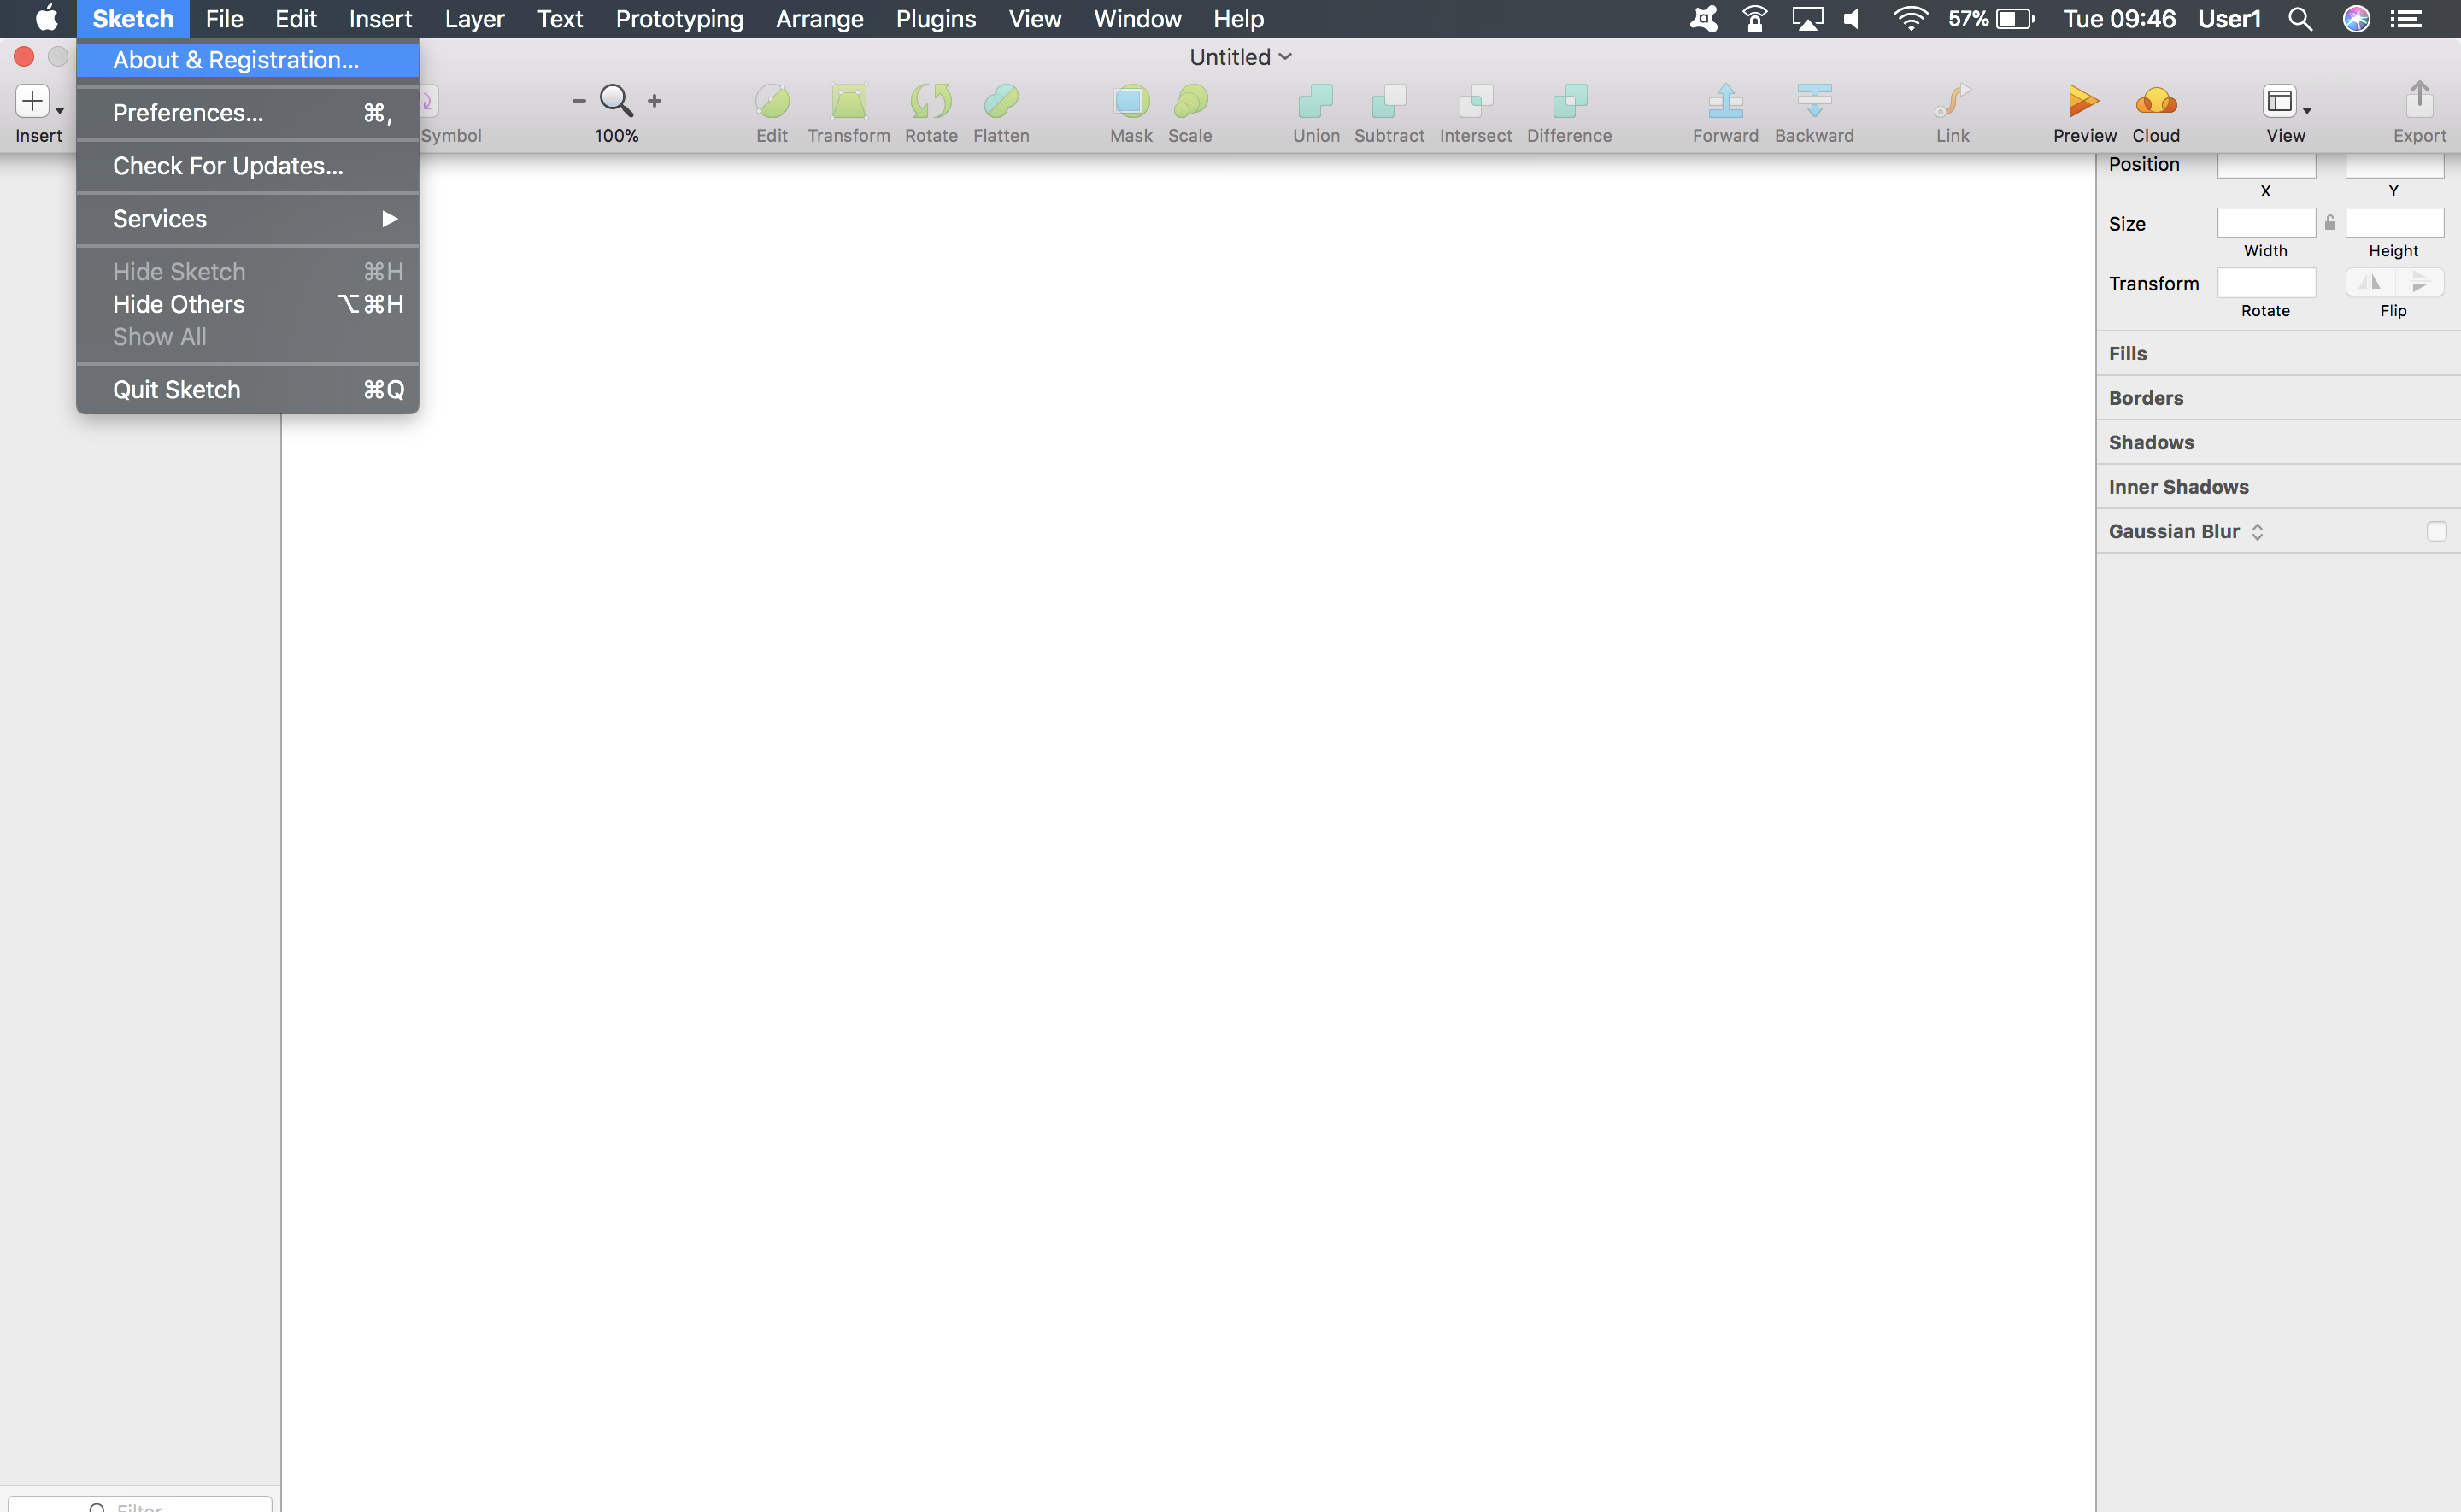 Sketch File Edit Insert Layer Text Prototyping Arrange Plugins View Window Help 57% Tue 09:46 User1
Untitled
About & Registration...
Preferences... ⌘,
Check For Updates...
Services
Hide Sketch ⌘H
Hide Others ⌥⌘H
Show All
Quit Sketch ⌘Q
Insert Symbol 100% Edit Transform Rotate Flatten Mask Scale Union Subtract Intersect Difference Forward Backward Link Preview Cloud View Export
Position
X Y
Size
Width Height
Transform
Rotate Flip
Fills
Borders
Shadows
Inner Shadows
Gaussian Blur
Filter